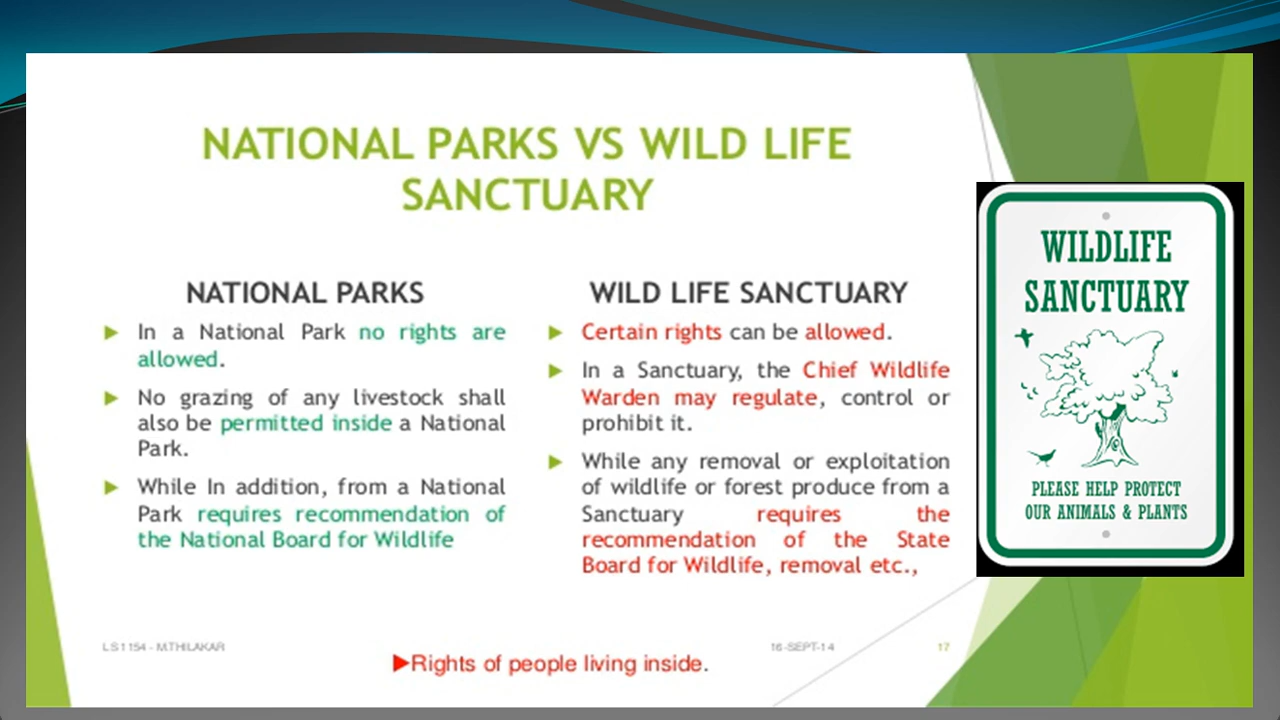 NATIONAL PARKS VS WILD LIFE
SANCTUARY
NATIONAL PARKS
In a National Park no rights are
allowed.
No grazing of any livestock shall
also be permitted inside a National
Park.
While In addition, from a National
Park requires recommendation of
the National Board for Wildlife
WILD LIFE SANCTUARY
Certain rights can be allowed.
In a Sanctuary, the Chief Wildlife
Warden may regulate, control or
prohibit it.
While any removal or exploitation
of wildlife or forest produce from a
Sanctuary requires the
recommendation of the State
Board for Wildlife, removal etc.,
WILDLIFE
SANCTUARY
PLEASE HELP PROTECT
OUR ANIMALS & PLANTS
LS1154 - M.THILAKAR
16-SEPT-14
17
▶Rights of people living inside.